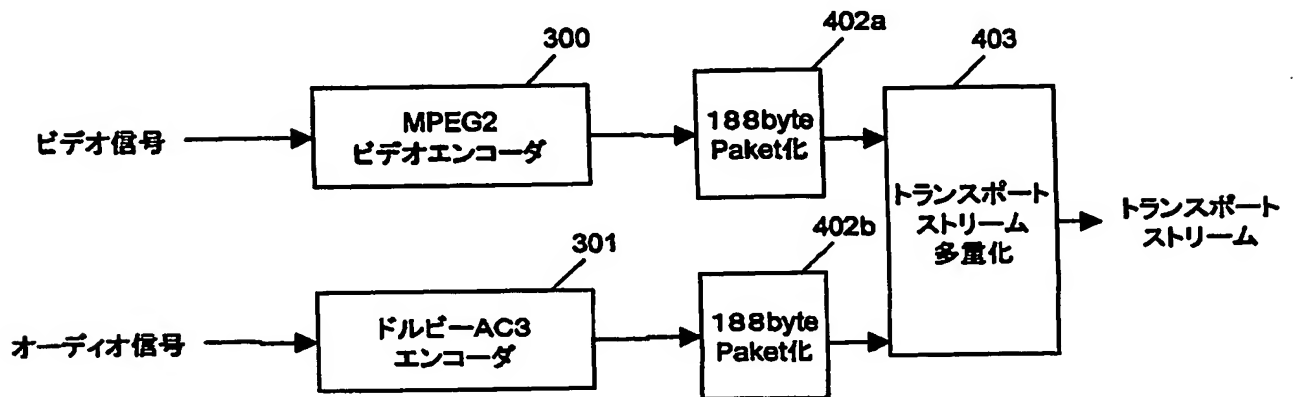 300
402a
403
ビデオ信号
MPEG2
ビデオエンコーダ
188byte
Paket化
トランスポート
ストリーム
多重化
トランスポート
ストリーム
301
402b
オーディオ信号
ドルビーAC3
エンコーダ
188byte
Paket化